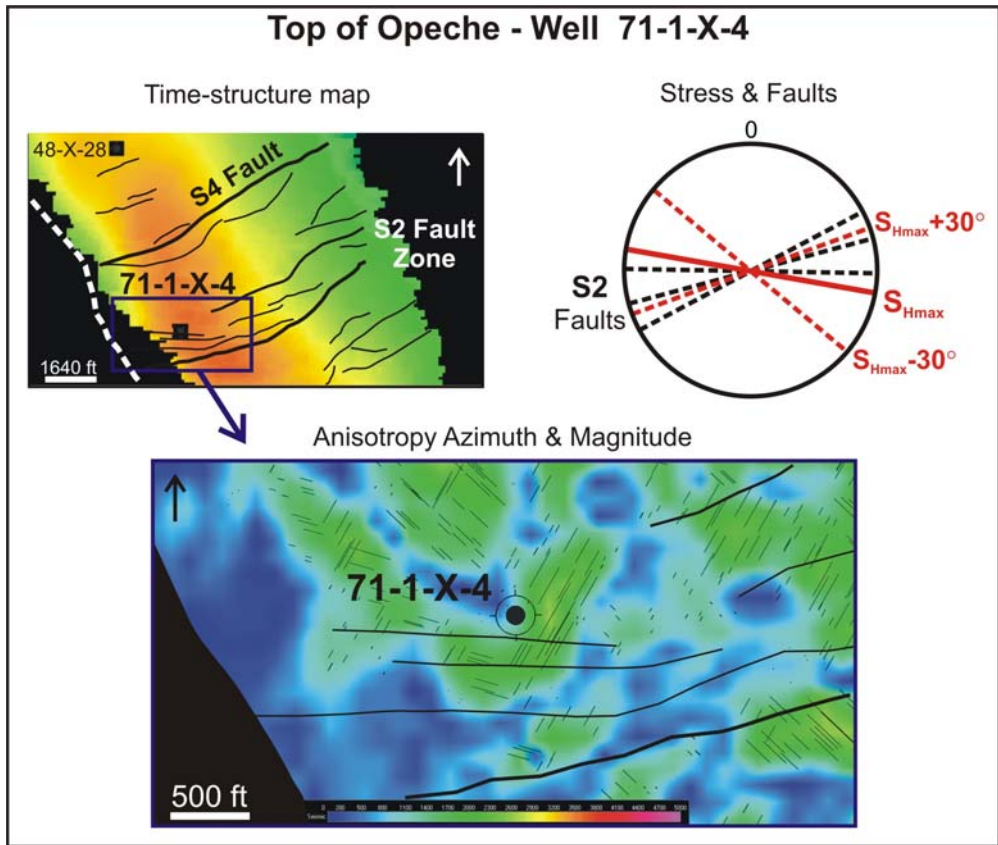 Top of Opeche - Well 71-1-X-4
Time-structure map
48-X-28
S4 Fault
S2 Fault
Zone
71-1-X-4
1640 ft
Stress & Faults
0
SHmax+30°
S2
Faults
SHmax
SHmax-30°
Anisotropy Azimuth & Magnitude
71-1-X-4
500 ft